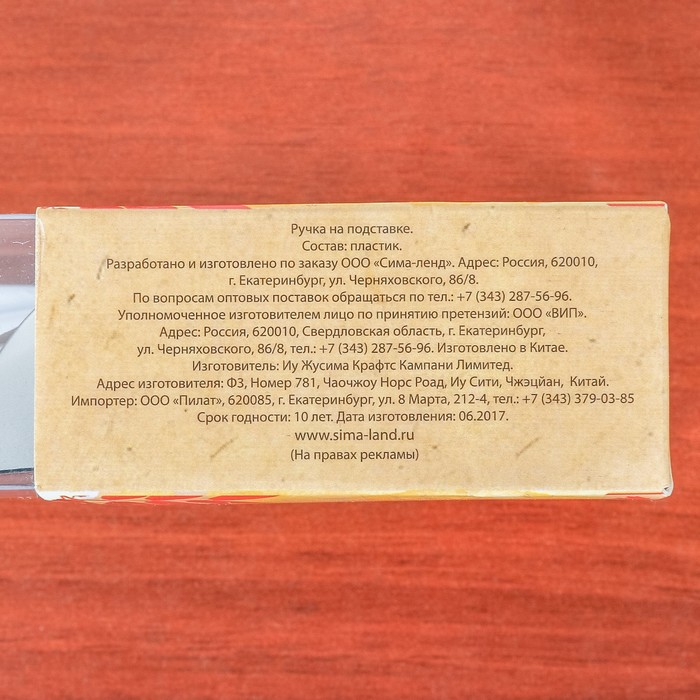 Ручка на подставке.
Состав: пластик.
Разработано и изготовлено по заказу ООО «Сима-ленд». Адрес: Россия, 620010,
г. Екатеринбург, ул. Черняховского, 86/8.
По вопросам оптовых поставок обращаться по тел.: +7 (343) 287-56-96.
Уполномоченное изготовителем лицо по принятию претензий: ООО «ВИП».
Адрес: Россия, 620010, Свердловская область, г. Екатеринбург,
ул. Черняховского, 86/8, тел.: +7 (343) 287-56-96. Изготовлено в Китае.
Изготовитель: Иу Жусима Крафтс Кампани Лимитед.
Адрес изготовителя: ФЗ, Номер 781, Чаочжоу Норс Роад, Иу Сити, Чжэцйан, Китай.
Импортер: ООО «Пилат», 620085, г. Екатеринбург, ул. 8 Марта, 212-4, тел.: +7 (343) 379-03-85
Срок годности: 10 лет. Дата изготовления: 06.2017.
www.sima-land.ru
(На правах рекламы)